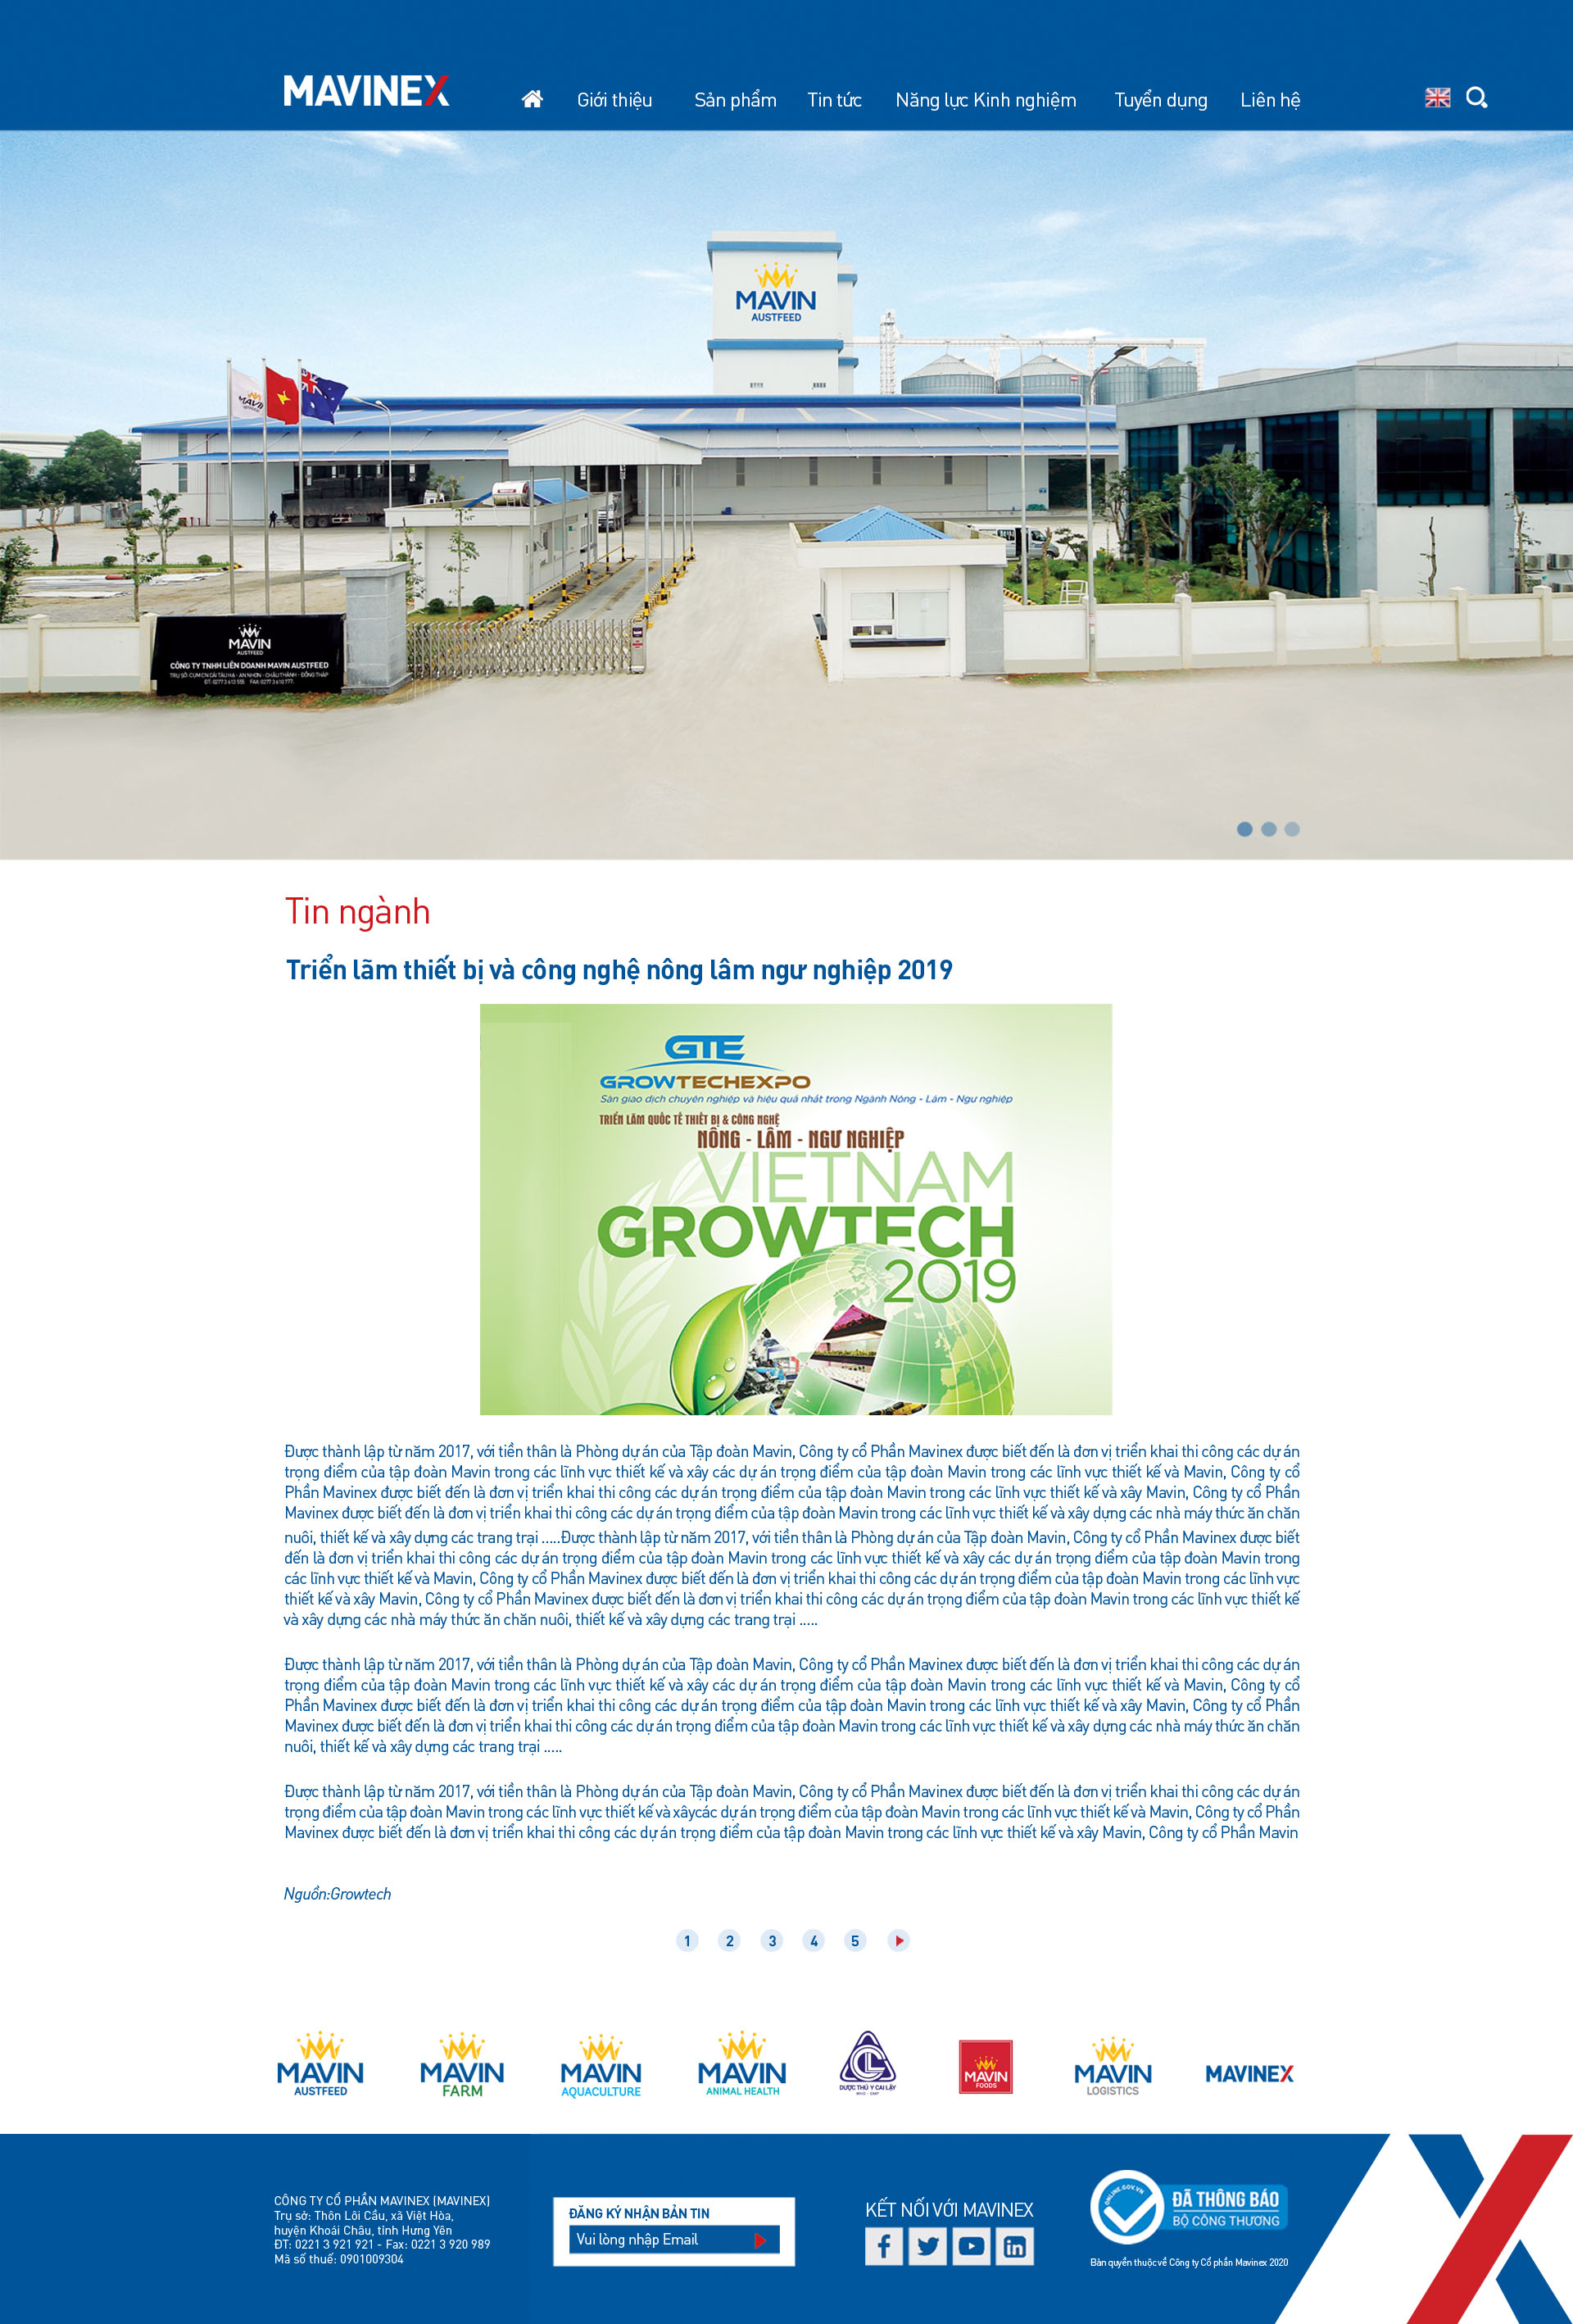 MAVINEX
Giới thiệu Sản phẩm Tin tức Năng lực Kinh nghiệm Tuyển dụng Liên hệ
MAVIN
AUSTFEED
MAVIN
MAVIN
AUSTFEED
CÔNG TY TNHH LIÊN DOANH MAVIN AUSTFEED
TRỤ SỞ: CỤM CN CÁI TÀU HẠ - AN NHƠN - CHÂU THÀNH - ĐỒNG THÁP
Tin ngành
Triển lãm thiết bị và công nghệ nông lâm ngư nghiệp 2019
GTE
GROWTECHEXPO
Sàn giao dịch chuyên nghiệp và hiệu quả nhất trong Ngành Nông - Lâm - Ngư nghiệp
TRIỂN LÃM QUỐC TẾ THIẾT BỊ & CÔNG NGHỆ
NÔNG - LÂM - NGƯ NGHIỆP
VIETNAM
GROWTECH
2019
Được thành lập từ năm 2017, với tiền thân là Phòng dự án của Tập đoàn Mavin, Công ty cổ Phần Mavinex được biết đến là đơn vị triển khai thi công các dự án
trọng điểm của tập đoàn Mavin trong các lĩnh vực thiết kế và xây các dự án trọng điểm của tập đoàn Mavin trong các lĩnh vực thiết kế và Mavin, Công ty cổ
Phần Mavinex được biết đến là đơn vị triển khai thi công các dự án trọng điểm của tập đoàn Mavin trong các lĩnh vực thiết kế và xây Mavin, Công ty cổ Phần
Mavinex được biết đến là đơn vị triển khai thi công các dự án trọng điểm của tập đoàn Mavin trong các lĩnh vực thiết kế và xây dựng các nhà máy thức ăn chăn
nuôi, thiết kế và xây dựng các trang trại .....Được thành lập từ năm 2017, với tiền thân là Phòng dự án của Tập đoàn Mavin, Công ty cổ Phần Mavinex được biết
đến là đơn vị triển khai thi công các dự án trọng điểm của tập đoàn Mavin trong các lĩnh vực thiết kế và xây các dự án trọng điểm của tập đoàn Mavin trong
các lĩnh vực thiết kế và Mavin, Công ty cổ Phần Mavinex được biết đến là đơn vị triển khai thi công các dự án trọng điểm của tập đoàn Mavin trong các lĩnh vực
thiết kế và xây Mavin, Công ty cổ Phần Mavinex được biết đến là đơn vị triển khai thi công các dự án trọng điểm của tập đoàn Mavin trong các lĩnh vực thiết kế
và xây dựng các nhà máy thức ăn chăn nuôi, thiết kế và xây dựng các trang trại .....
Được thành lập từ năm 2017, với tiền thân là Phòng dự án của Tập đoàn Mavin, Công ty cổ Phần Mavinex được biết đến là đơn vị triển khai thi công các dự án
trọng điểm của tập đoàn Mavin trong các lĩnh vực thiết kế và xây các dự án trọng điểm của tập đoàn Mavin trong các lĩnh vực thiết kế và Mavin, Công ty cổ
Phần Mavinex được biết đến là đơn vị triển khai thi công các dự án trọng điểm của tập đoàn Mavin trong các lĩnh vực thiết kế và xây Mavin, Công ty cổ Phần
Mavinex được biết đến là đơn vị triển khai thi công các dự án trọng điểm của tập đoàn Mavin trong các lĩnh vực thiết kế và xây dựng các nhà máy thức ăn chăn
nuôi, thiết kế và xây dựng các trang trại .....
Được thành lập từ năm 2017, với tiền thân là Phòng dự án của Tập đoàn Mavin, Công ty cổ Phần Mavinex được biết đến là đơn vị triển khai thi công các dự án
trọng điểm của tập đoàn Mavin trong các lĩnh vực thiết kế và xâycác dự án trọng điểm của tập đoàn Mavin trong các lĩnh vực thiết kế và Mavin, Công ty cổ Phần
Mavinex được biết đến là đơn vị triển khai thi công các dự án trọng điểm của tập đoàn Mavin trong các lĩnh vực thiết kế và xây Mavin, Công ty cổ Phần Mavin
Nguồn:Growtech
1 2 3 4 5
MAVIN AUSTFEED
MAVIN FARM
MAVIN AQUACULTURE
MAVIN ANIMAL HEALTH
CL DƯỢC THÚ Y CAI LẬY
WHO - GMP
MAVIN FOODS
MAVIN LOGISTICS
MAVINEX
CÔNG TY CỔ PHẦN MAVINEX (MAVINEX)
Trụ sở: Thôn Lôi Cầu, xã Việt Hòa,
huyện Khoái Châu, tỉnh Hưng Yên
ĐT: 0221 3 921 921 - Fax: 0221 3 920 989
Mã số thuế: 0901009304
ĐĂNG KÝ NHẬN BẢN TIN
Vui lòng nhập Email
KẾT NỐI VỚI MAVINEX
ONLINE.GOV.VN
ĐÃ THÔNG BÁO
BỘ CÔNG THƯƠNG
Bản quyền thuộc về Công ty Cổ phần Mavinex 2020